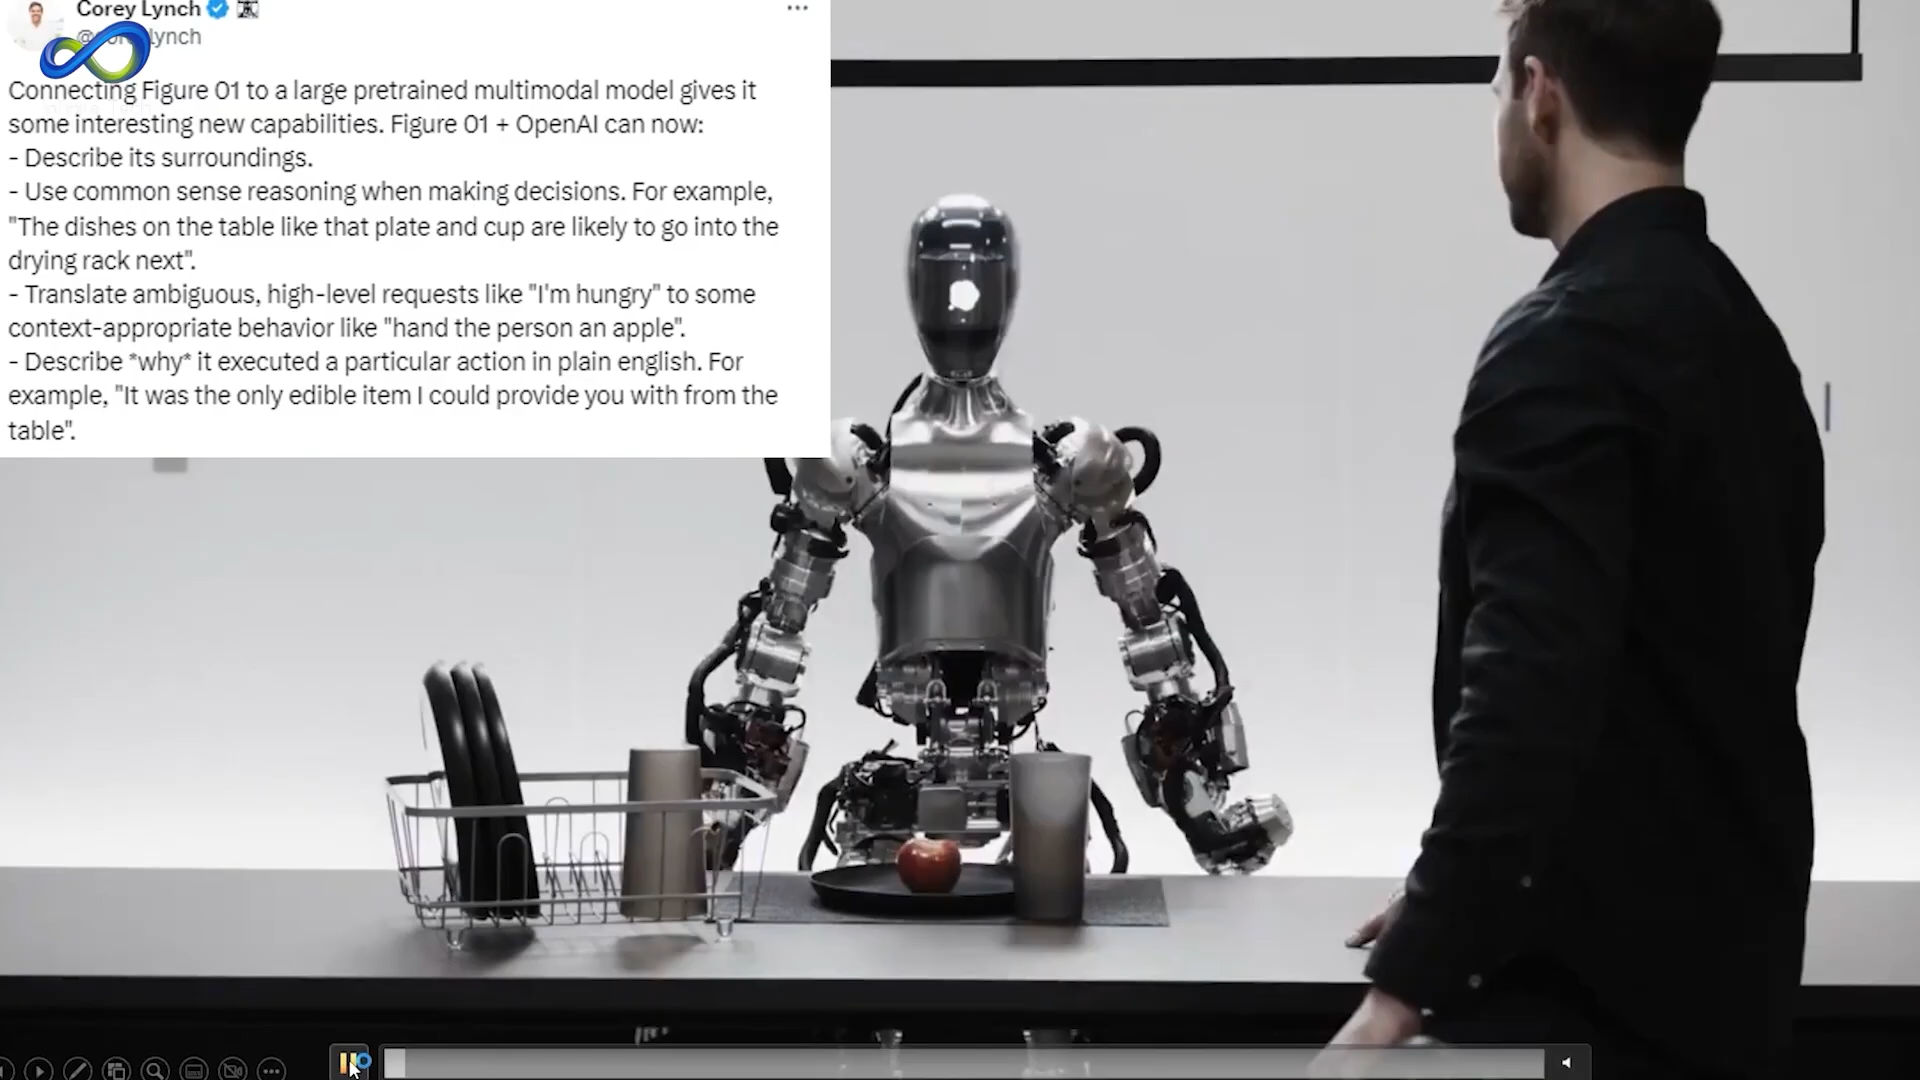 Corey Lynch
Connecting Figure 01 to a large pretrained multimodal model gives it
some interesting new capabilities. Figure 01 + OpenAI can now:
- Describe its surroundings.
- Use common sense reasoning when making decisions. For example,
"The dishes on the table like that plate and cup are likely to go into the
drying rack next".
- Translate ambiguous, high-level requests like "I'm hungry" to some
context-appropriate behavior like "hand the person an apple".
- Describe *why* it executed a particular action in plain english. For
example, "It was the only edible item I could provide you with from the
table".